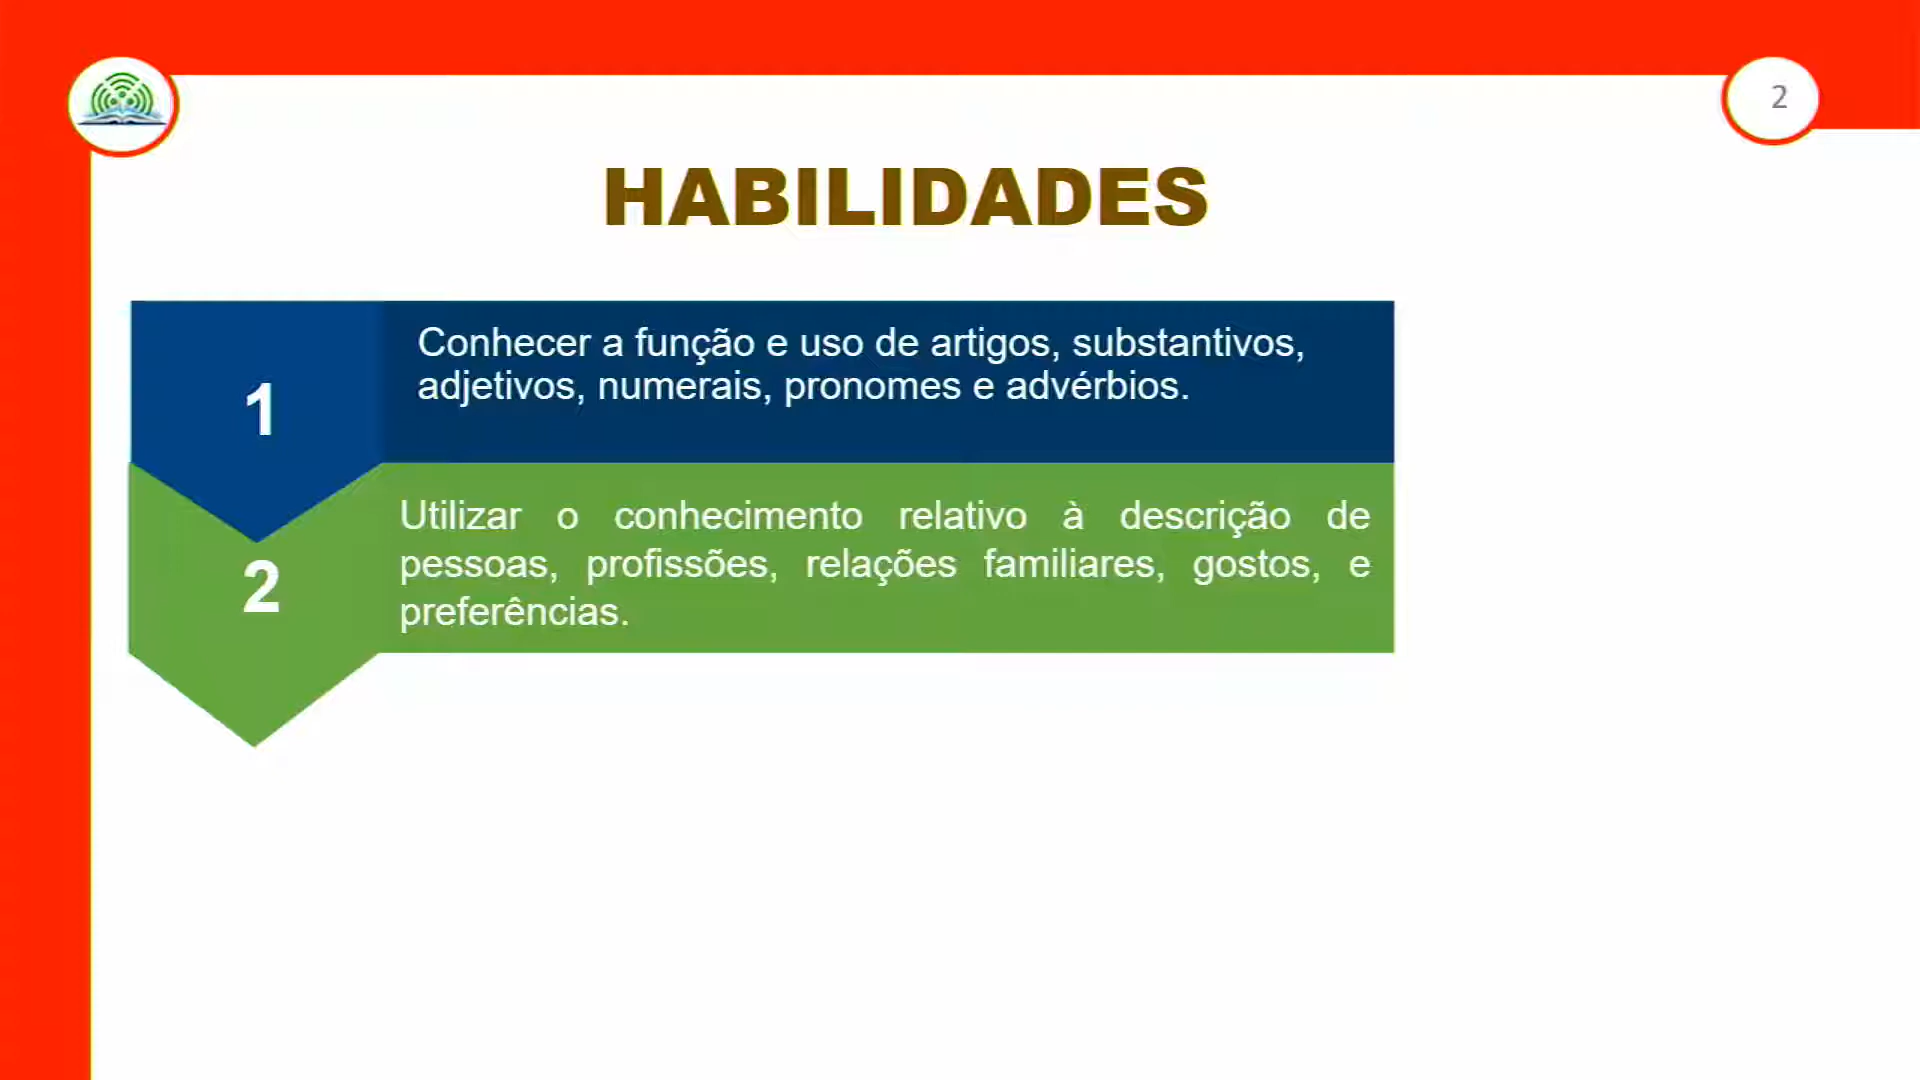 2
HABILIDADES
1
Conhecer a função e uso de artigos, substantivos,
adjetivos, numerais, pronomes e advérbios.
2
Utilizar o conhecimento relativo à descrição de
pessoas, profissões, relações familiares, gostos, e
preferências.